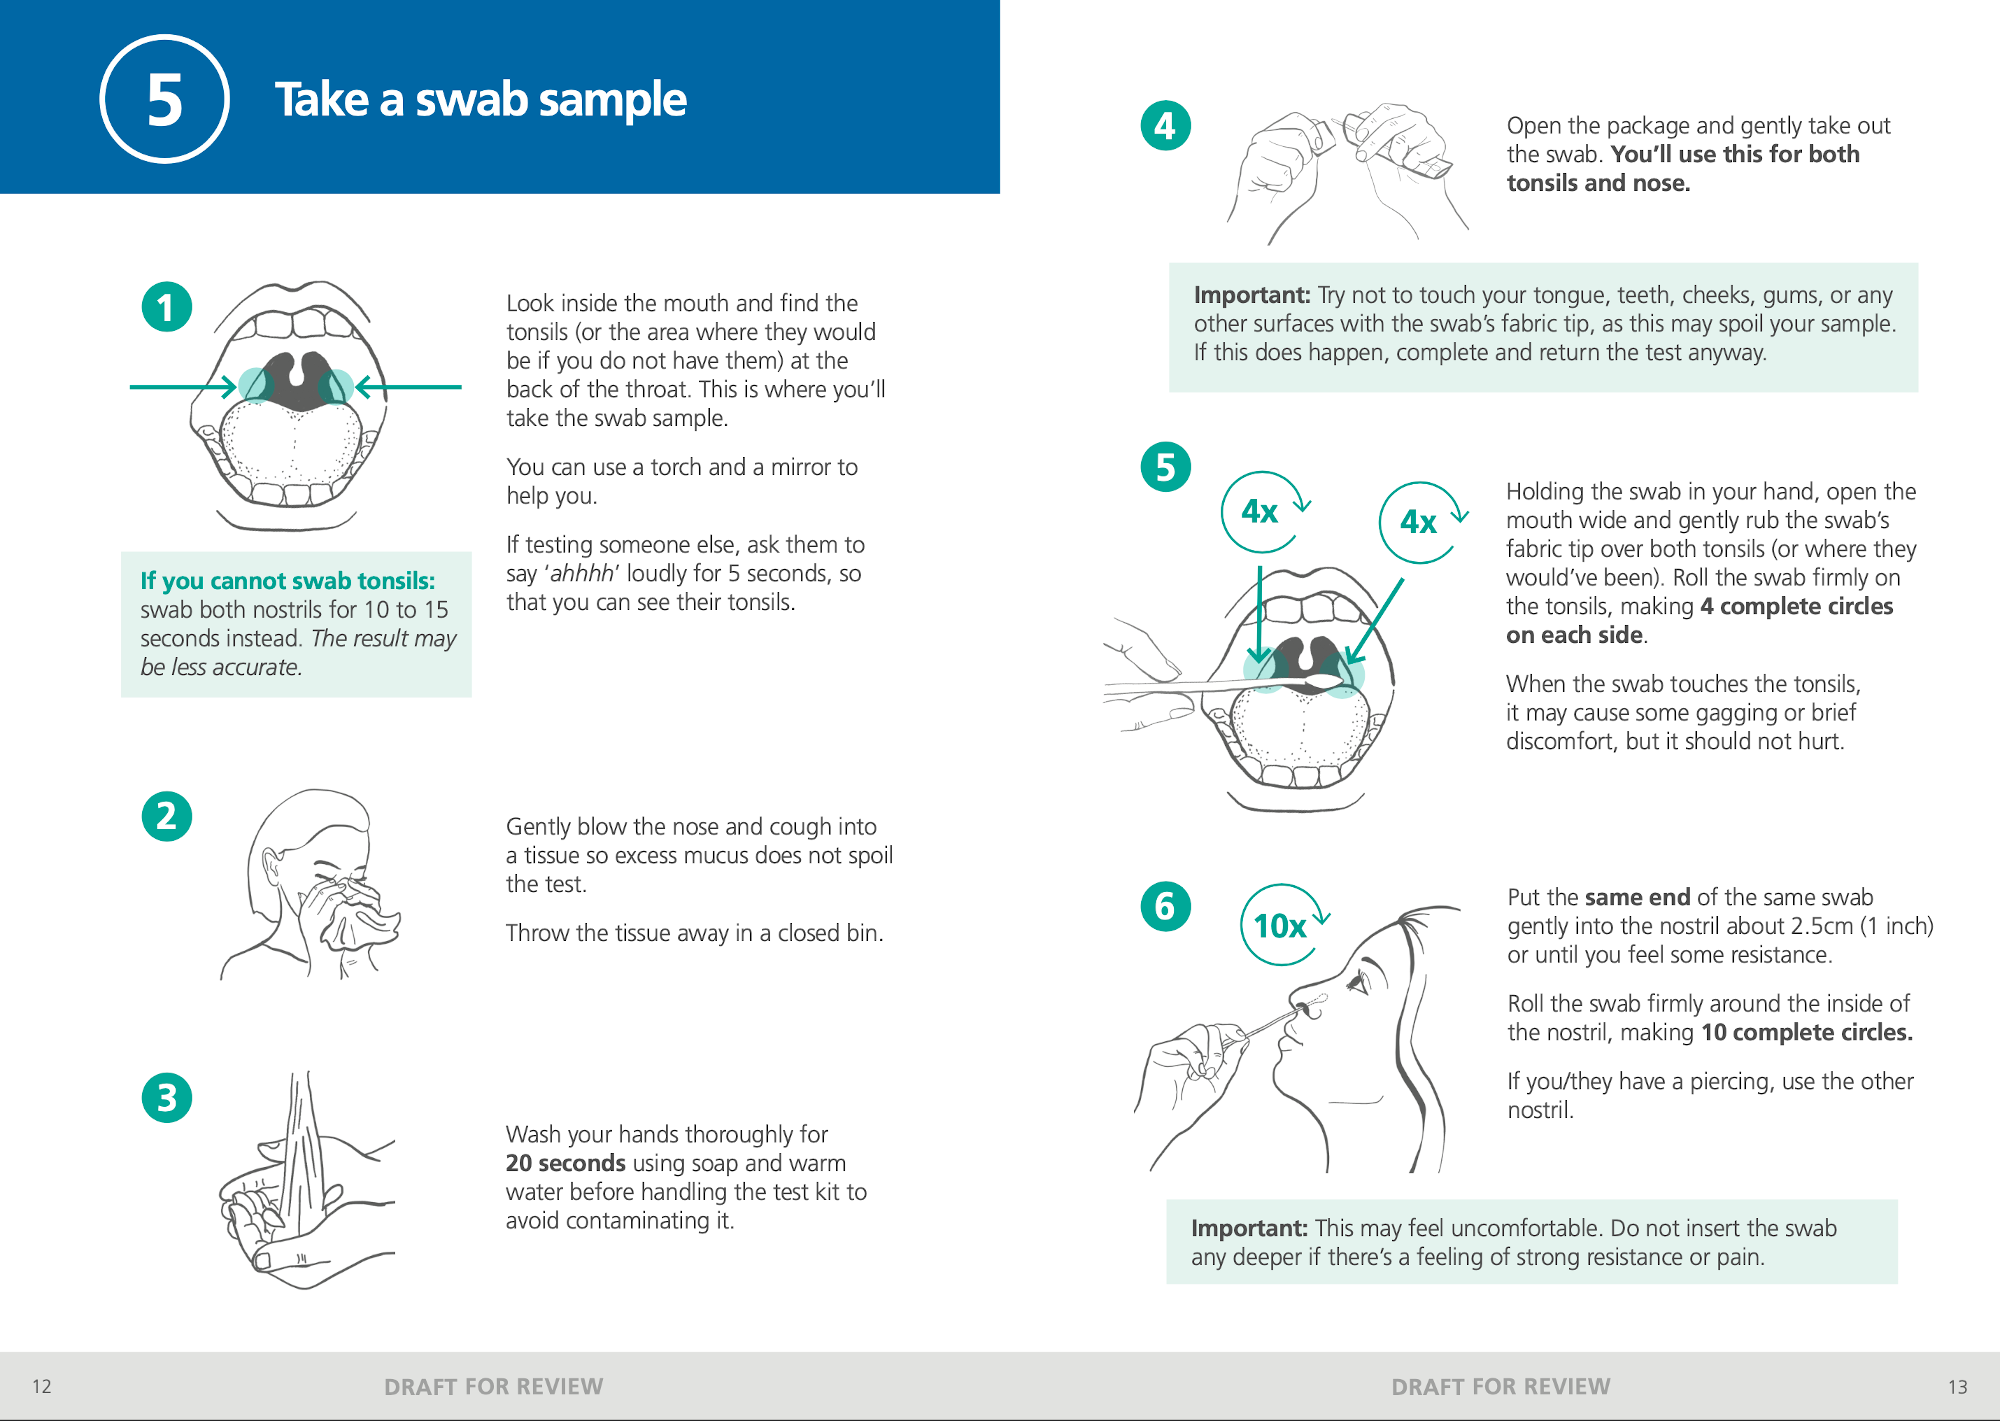 5
Take a swab sample
1
Look inside the mouth and find the
tonsils (or the area where they would
be if you do not have them) at the
back of the throat. This is where you’ll
take the swab sample.
You can use a torch and a mirror to
help you.
If testing someone else, ask them to
say ‘ahhhh’ loudly for 5 seconds, so
that you can see their tonsils.
If you cannot swab tonsils:
swab both nostrils for 10 to 15
seconds instead. The result may
be less accurate.
2
Gently blow the nose and cough into
a tissue so excess mucus does not spoil
the test.
Throw the tissue away in a closed bin.
3
Wash your hands thoroughly for
20 seconds using soap and warm
water before handling the test kit to
avoid contaminating it.
12
DRAFT FOR REVIEW
4
Open the package and gently take out
the swab. You’ll use this for both
tonsils and nose.
Important: Try not to touch your tongue, teeth, cheeks, gums, or any
other surfaces with the swab’s fabric tip, as this may spoil your sample.
If this does happen, complete and return the test anyway.
5
4x
4x
Holding the swab in your hand, open the
mouth wide and gently rub the swab’s
fabric tip over both tonsils (or where they
would’ve been). Roll the swab firmly on
the tonsils, making 4 complete circles
on each side.
When the swab touches the tonsils,
it may cause some gagging or brief
discomfort, but it should not hurt.
6
10x
Put the same end of the same swab
gently into the nostril about 2.5cm (1 inch)
or until you feel some resistance.
Roll the swab firmly around the inside of
the nostril, making 10 complete circles.
If you/they have a piercing, use the other
nostril.
Important: This may feel uncomfortable. Do not insert the swab
any deeper if there’s a feeling of strong resistance or pain.
DRAFT FOR REVIEW
13